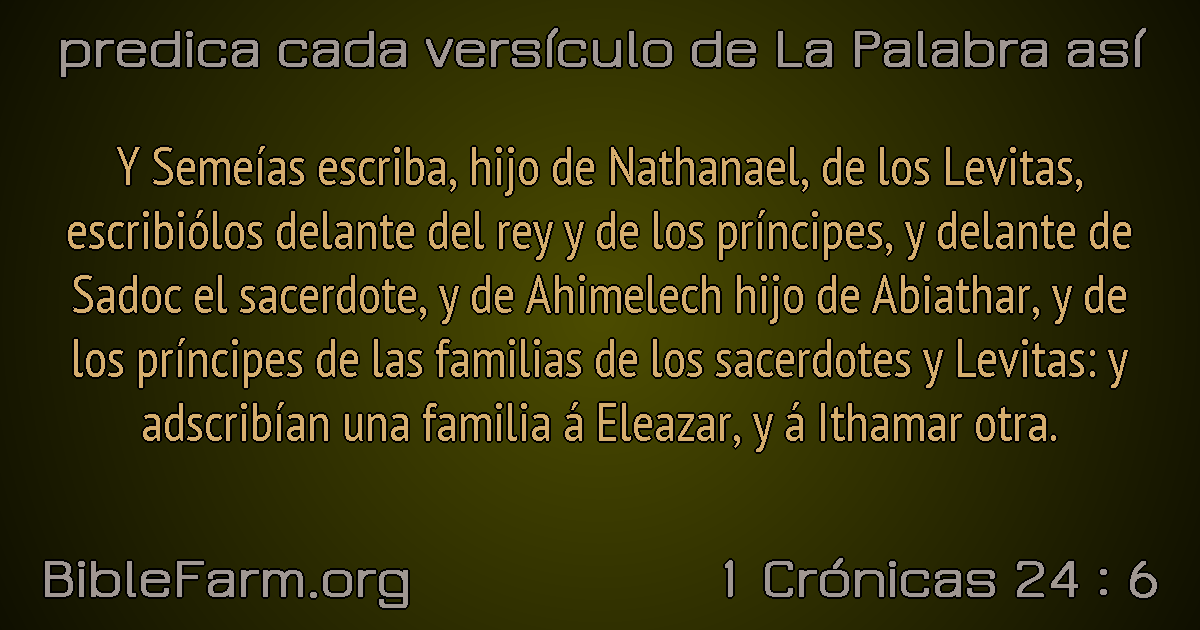 predica cada versículo de La Palabra así
Y Semeías escriba, hijo de Nathanael, de los Levitas,
escribiólos delante del rey y de los príncipes, y delante de
Sadoc el sacerdote, y de Ahimelech hijo de Abiathar, y de
los príncipes de las familias de los sacerdotes y Levitas: y
adscribían una familia á Eleazar, y á Ithamar otra.
BibleFarm.org 1 Crónicas 24 : 6